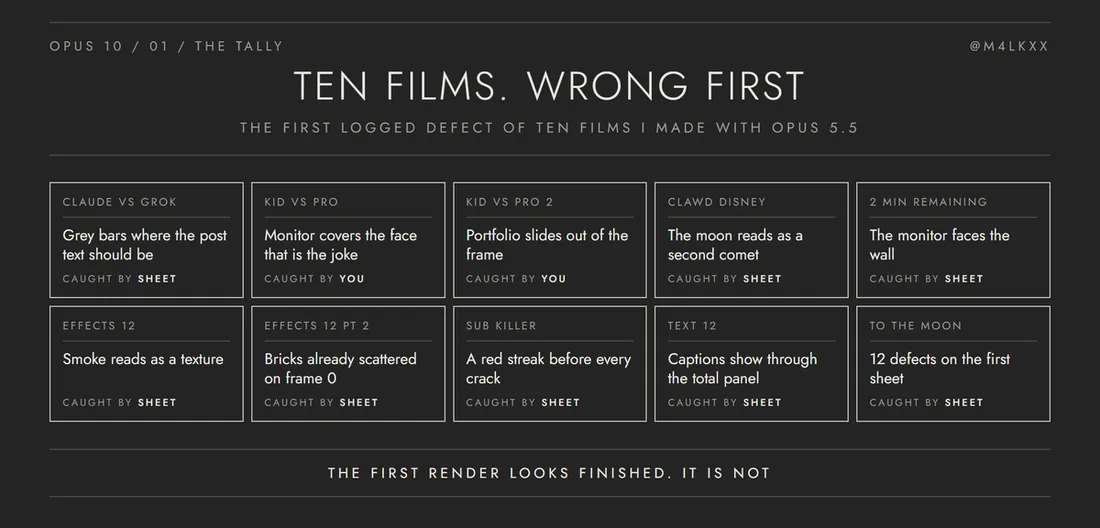 OPUS 10 / 01 / THE TALLY
@M4LKXX
TEN FILMS. WRONG FIRST
THE FIRST LOGGED DEFECT OF TEN FILMS I MADE WITH OPUS 5.5
CLAUDE VS GROK
Grey bars where the post
text should be
CAUGHT BY SHEET
KID VS PRO
Monitor covers the face
that is the joke
CAUGHT BY YOU
KID VS PRO 2
Portfolio slides out of the
frame
CAUGHT BY YOU
CLAWD DISNEY
The moon reads as a
second comet
CAUGHT BY SHEET
2 MIN REMAINING
The monitor faces the
wall
CAUGHT BY SHEET
EFFECTS 12
Smoke reads as a texture
CAUGHT BY SHEET
EFFECTS 12 PT 2
Bricks already scattered
on frame 0
CAUGHT BY SHEET
SUB KILLER
A red streak before every
crack
CAUGHT BY SHEET
TEXT 12
Captions show through
the total panel
CAUGHT BY SHEET
TO THE MOON
12 defects on the first
sheet
CAUGHT BY SHEET
THE FIRST RENDER LOOKS FINISHED. IT IS NOT